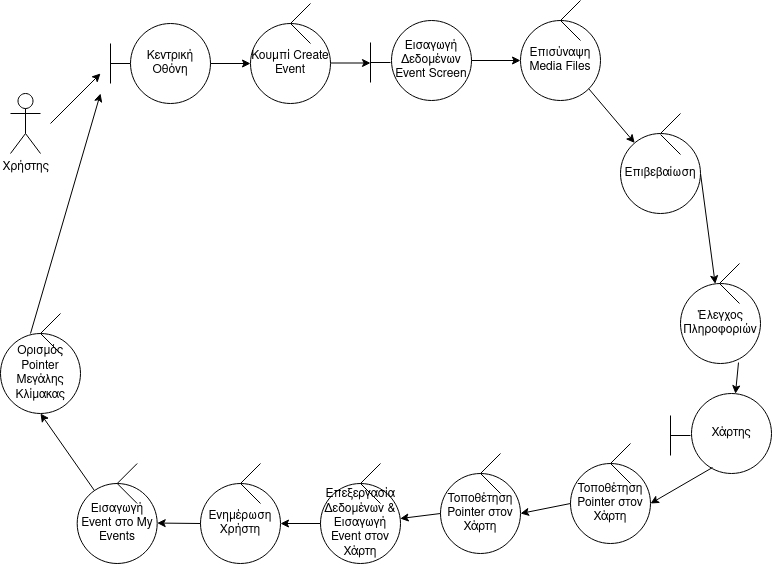 Κεντρική
Οθόνη
Κουμπί Create
Event
Εισαγωγή
Δεδομένων
Event Screen
Επισύναψη
Media Files
Χρήστης
Επιβεβαίωση
Έλεγχος
Πληροφοριών
Χάρτης
Τοποθέτηση
Pointer στον
Χάρτη
Τοποθέτηση
Pointer στον
Χάρτη
Επεξεργασία
Δεδομένων &
Εισαγωγή
Event στον
Χάρτη
Ενημέρωση
Χρήστη
Εισαγωγή
Event στο My
Events
Ορισμός
Pointer
Μεγάλης
Κλίμακας